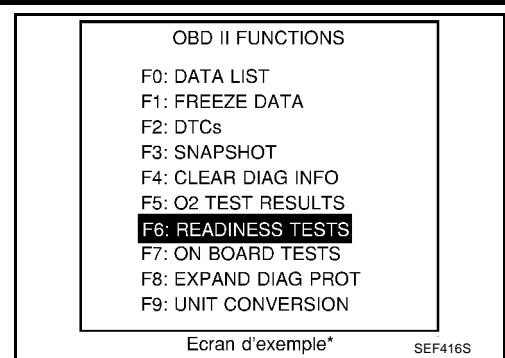 OBD II FUNCTIONS
F0: DATA LIST
F1: FREEZE DATA
F2: DTCs
F3: SNAPSHOT
F4: CLEAR DIAG INFO
F5: O2 TEST RESULTS
F6: READINESS TESTS
F7: ON BOARD TESTS
F8: EXPAND DIAG PROT
F9: UNIT CONVERSION
Ecran d'exemple*
SEF416S